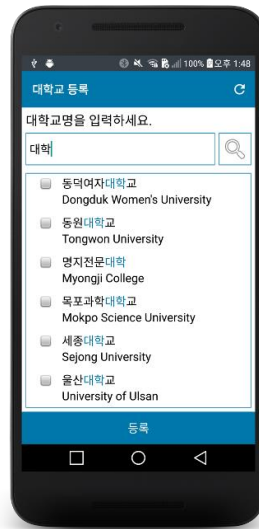 100% 오후 1:48
대학교 등록
대학교명을 입력하세요.
대학
동덕여자대학교
Dongduk Women's University
동원대학교
Tongwon University
명지전문대학
Myongji College
목포과학대학교
Mokpo Science University
세종대학교
Sejong University
울산대학교
University of Ulsan
등록